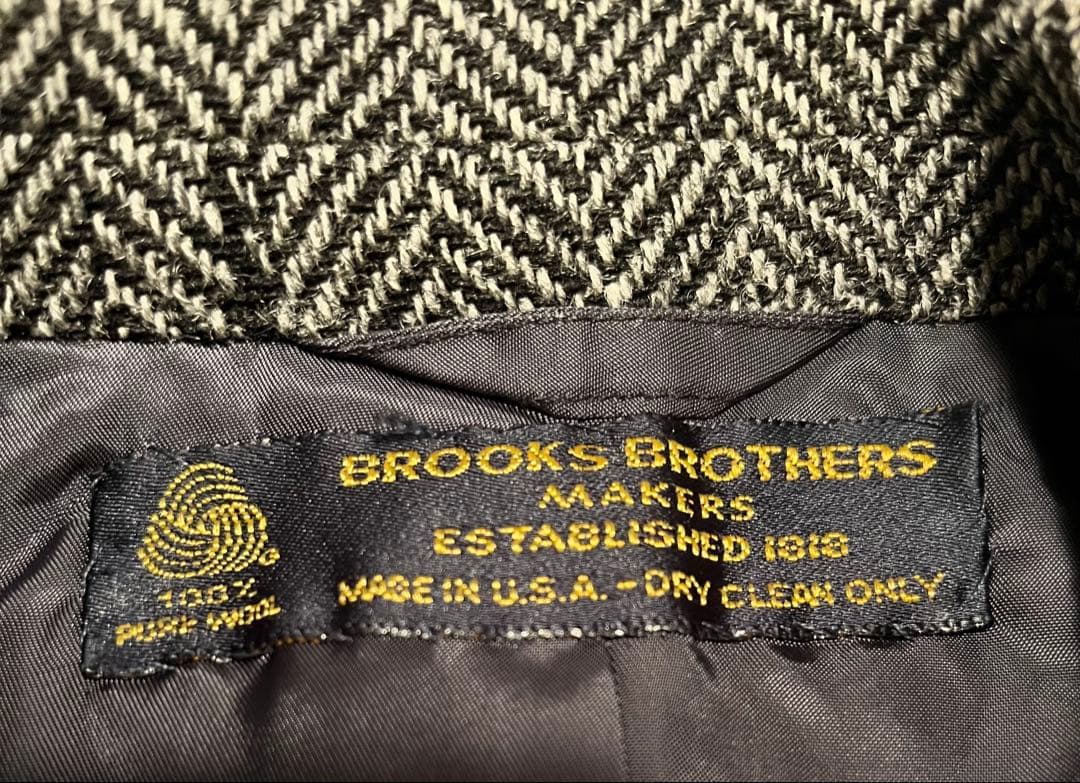 BROOKS BROTHERS
MAKERS
ESTABLISHED 1818
MADE IN U.S.A. - DRY CLEAN ONLY
100%
PURE WOOL